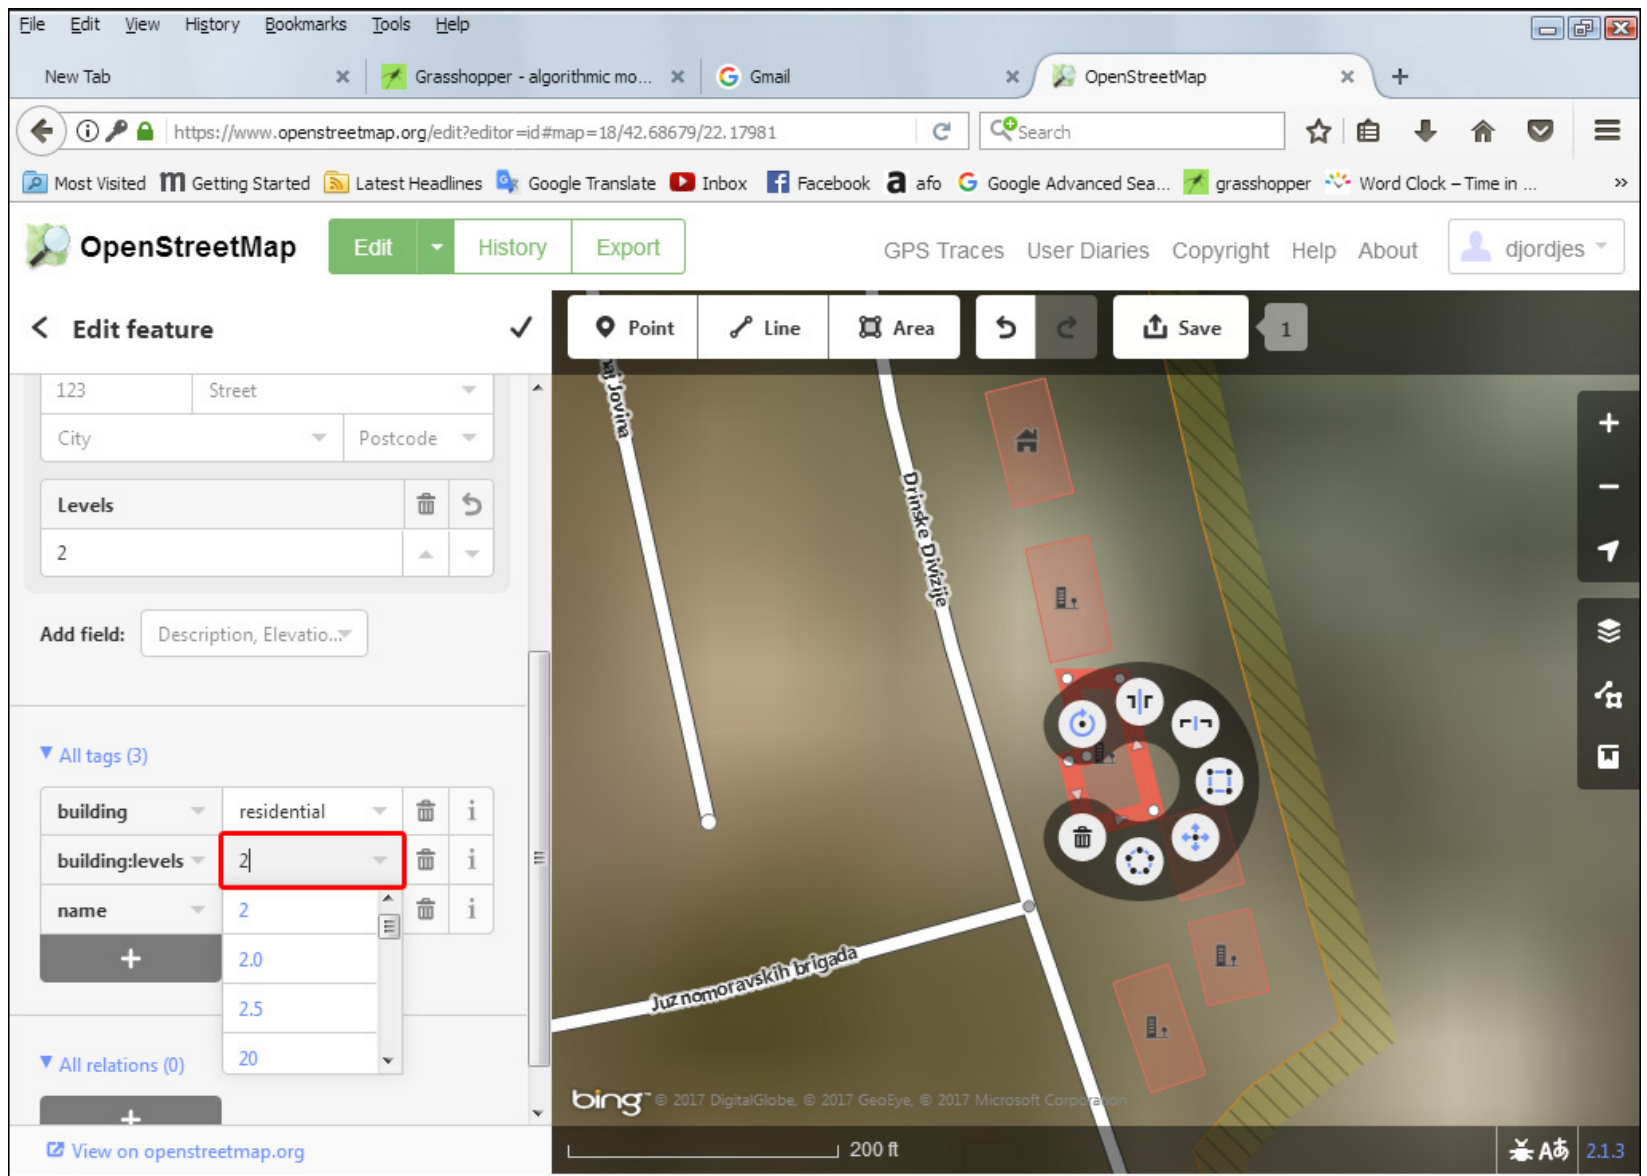 File Edit View History Bookmarks Tools Help
New Tab
Grasshopper - algorithmic mo...
Gmail
OpenStreetMap
https://www.openstreetmap.org/edit?editor=id#map=18/42.68679/22.17981
Search
Most Visited
Getting Started
Latest Headlines
Google Translate
Inbox
Facebook
afo
Google Advanced Sea...
grasshopper
Word Clock – Time in ...
OpenStreetMap
Edit
History
Export
GPS Traces
User Diaries
Copyright
Help
About
djordjes
Edit feature
Point
Line
Area
Save
1
123
Street
City
Postcode
Levels
2
Add field:
Description, Elevatio...
All tags (3)
building
residential
building:levels
2
name
2
2.0
2.5
20
All relations (0)
View on openstreetmap.org
Jovina
Drinske Divizije
Juznomoravskih brigada
bing
© 2017 DigitalGlobe, © 2017 GeoEye, © 2017 Microsoft Corporation
200 ft
2.1.3